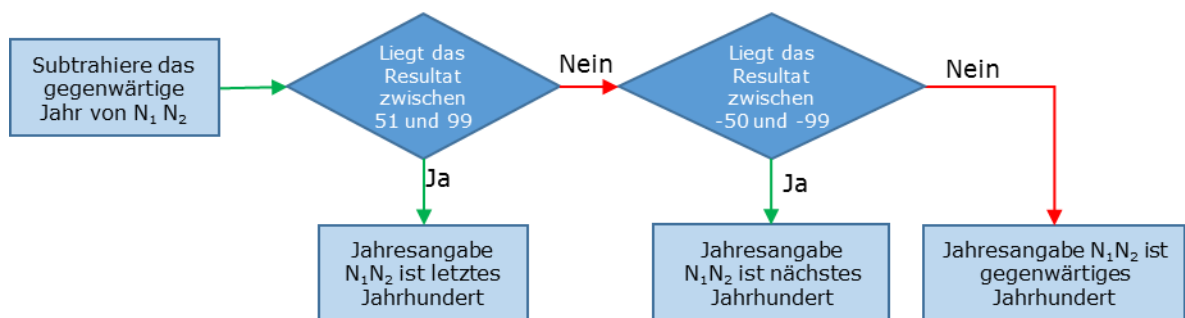 Subtrahiere das
gegenwärtige
Jahr von N₁ N₂
Liegt das
Resultat
zwischen
51 und 99
Nein
Liegt das
Resultat
zwischen
-50 und -99
Nein
Ja
Ja
Jahresangabe
N₁N₂ ist letztes
Jahrhundert
Jahresangabe
N₁N₂ ist nächstes
Jahrhundert
Jahresangabe N₁N₂ ist
gegenwärtiges
Jahrhundert